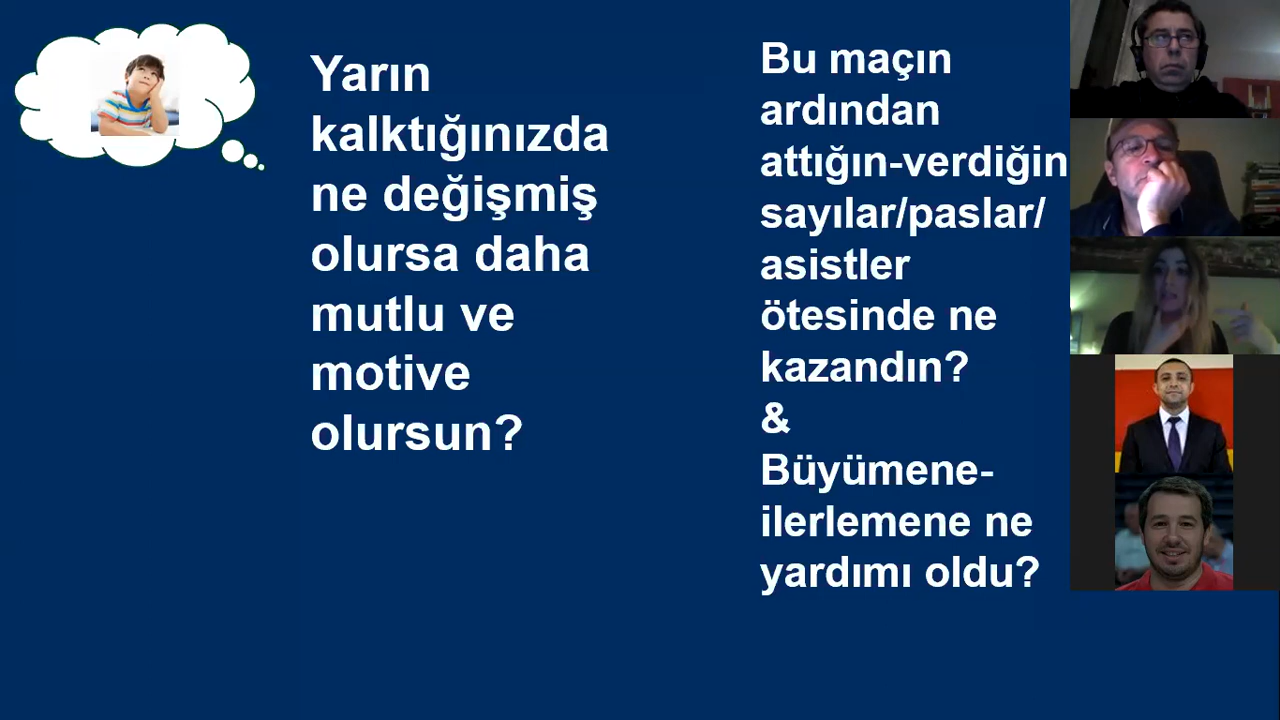 Yarın
kalktığınızda
ne değişmiş
olursa daha
mutlu ve
motive
olursun?
Bu maçın
ardından
attığın-verdiğin
sayılar/paslar/
asistler
ötesinde ne
kazandın?
&
Büyümene-
ilerlemene ne
yardımı oldu?